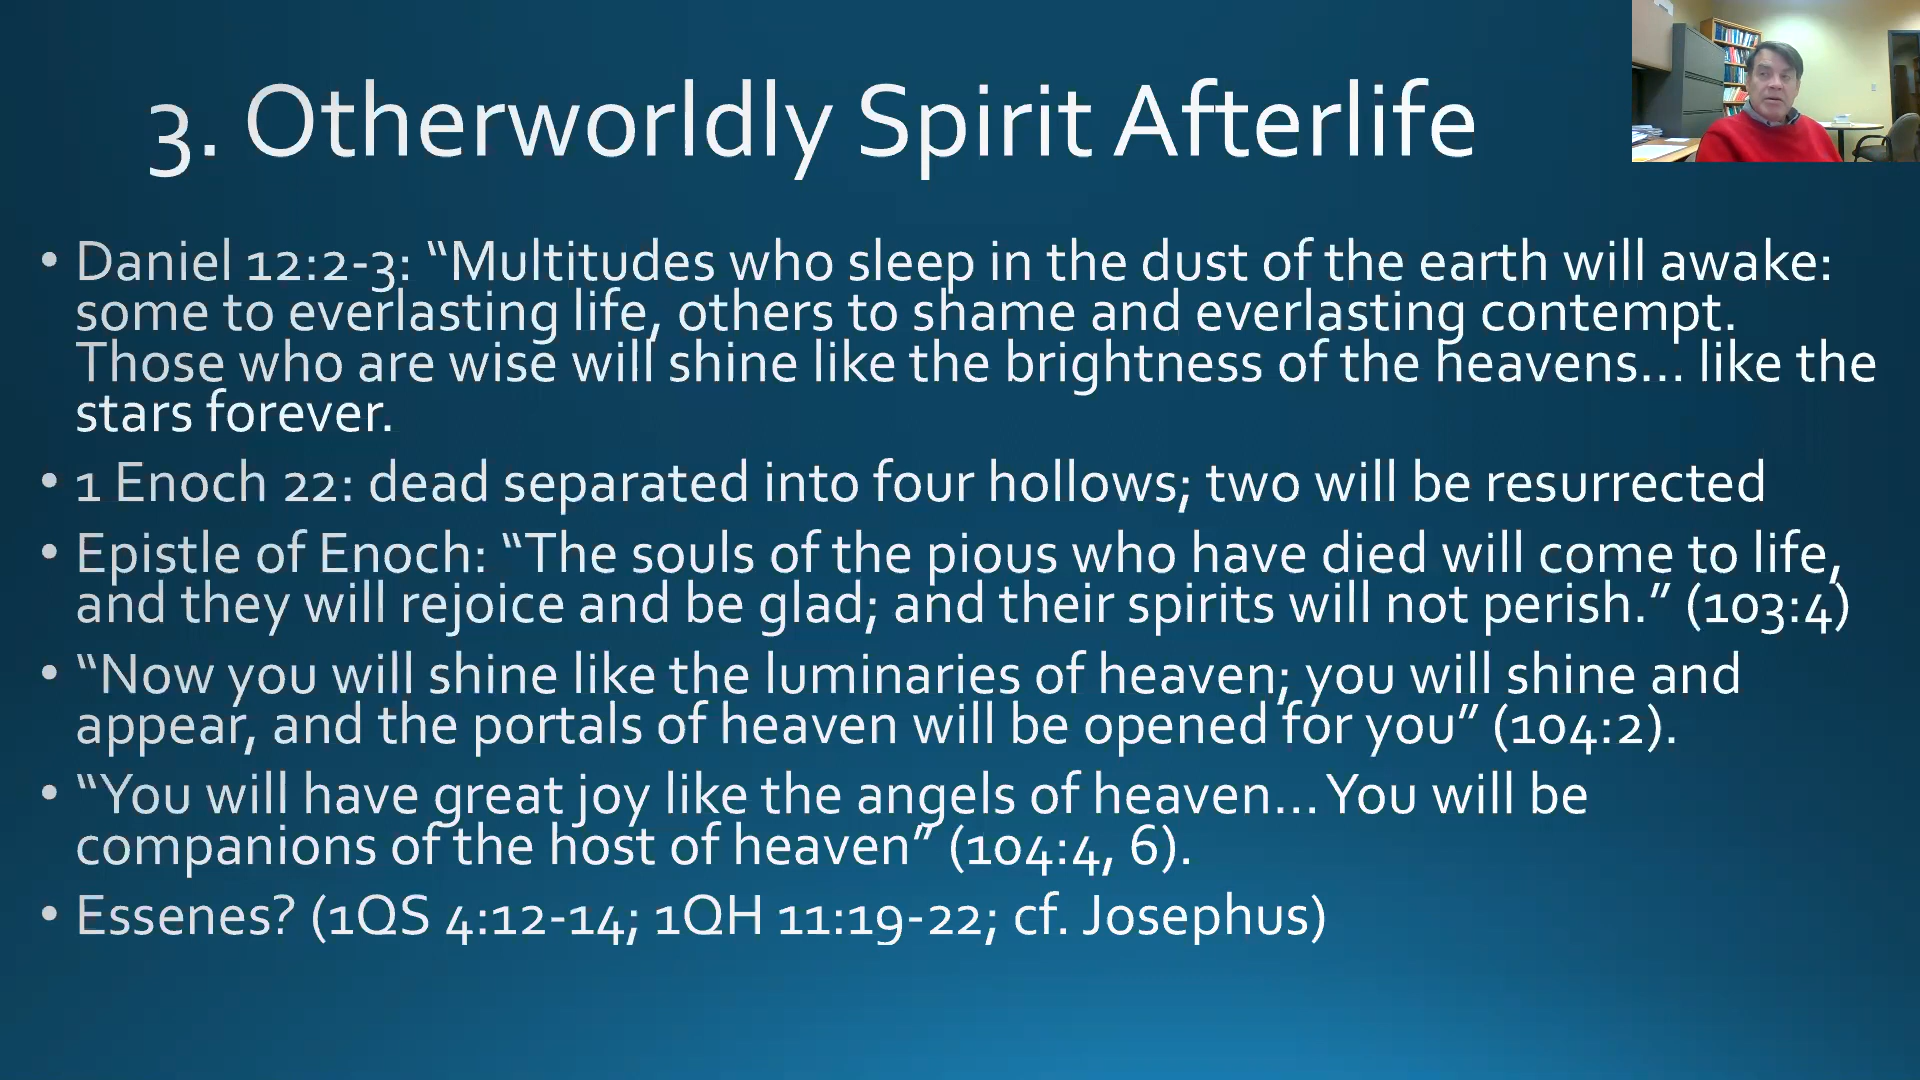 3. Otherworldly Spirit Afterlife
• Daniel 12:2-3: “Multitudes who sleep in the dust of the earth will awake:
some to everlasting life, others to shame and everlasting contempt.
Those who are wise will shine like the brightness of the heavens… like the
stars forever.
• 1 Enoch 22: dead separated into four hollows; two will be resurrected
• Epistle of Enoch: “The souls of the pious who have died will come to life,
and they will rejoice and be glad; and their spirits will not perish.” (103:4)
• “Now you will shine like the luminaries of heaven; you will shine and
appear, and the portals of heaven will be opened for you” (104:2).
• “You will have great joy like the angels of heaven… You will be
companions of the host of heaven” (104:4, 6).
• Essenes? (1QS 4:12-14; 1QH 11:19-22; cf. Josephus)